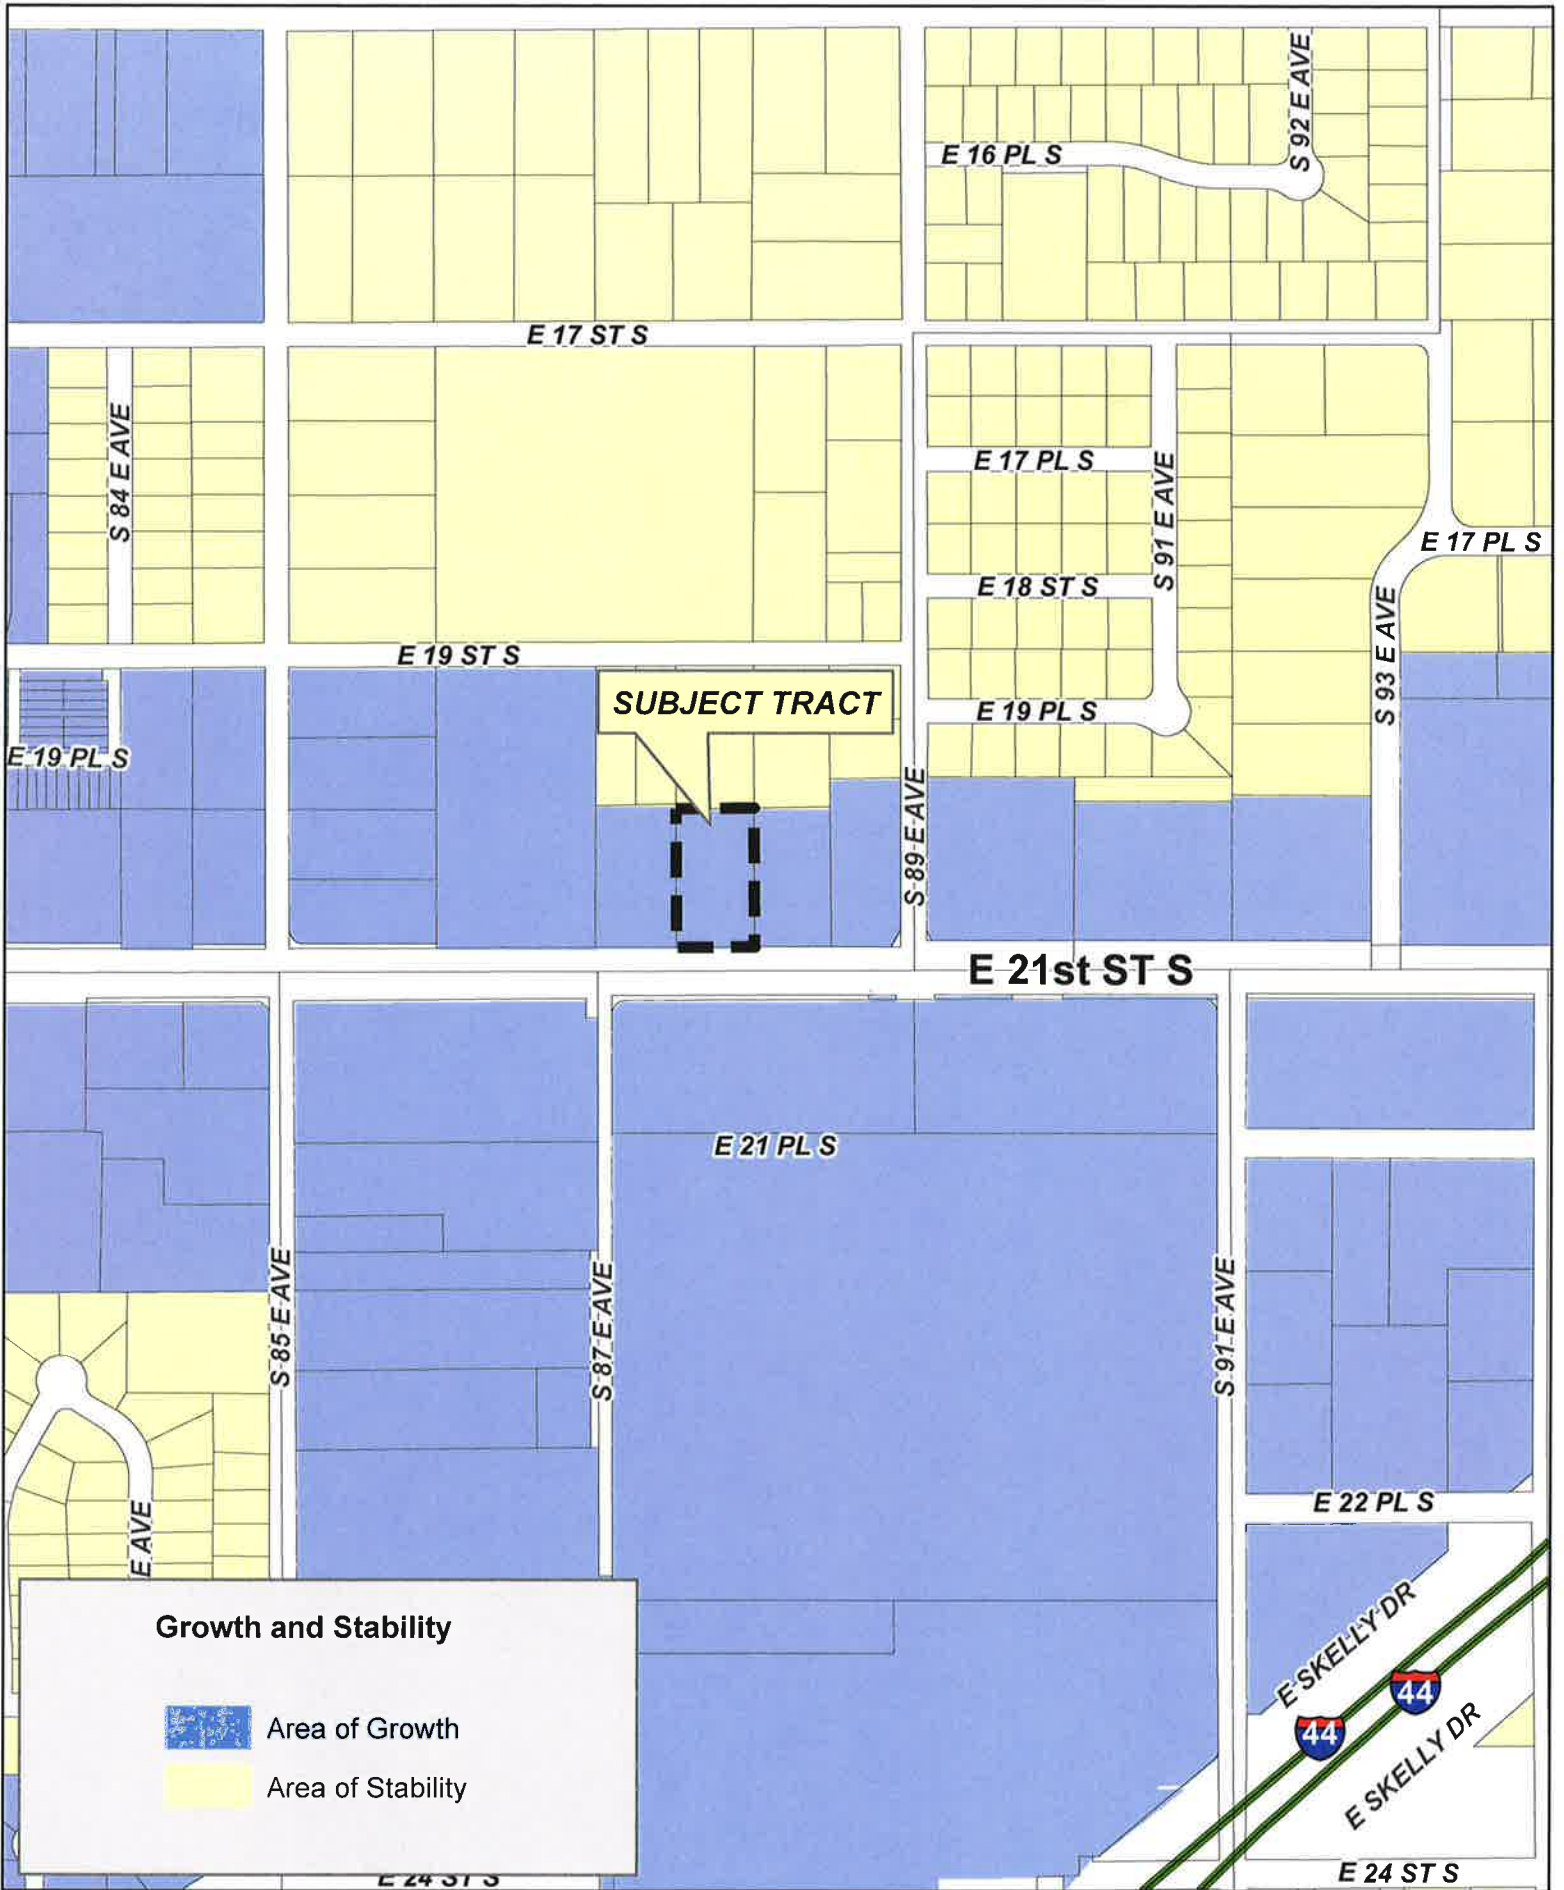 S 92 E AVE
E 16 PL S
E 17 ST S
S 84 E AVE
E 17 PL S
S 91 E AVE
E 17 PL S
E 18 ST S
S 93 E AVE
E 19 ST S
SUBJECT TRACT
E 19 PL S
E 19 PL S
S 89 E AVE
E 21st ST S
E 21 PL S
S 85 E AVE
S 87 E AVE
S 91 E AVE
E AVE
E 22 PL S
E SKELLY DR
44
44
E SKELLY DR
Growth and Stability
Area of Growth
Area of Stability
E 24 ST S
E 24 ST S